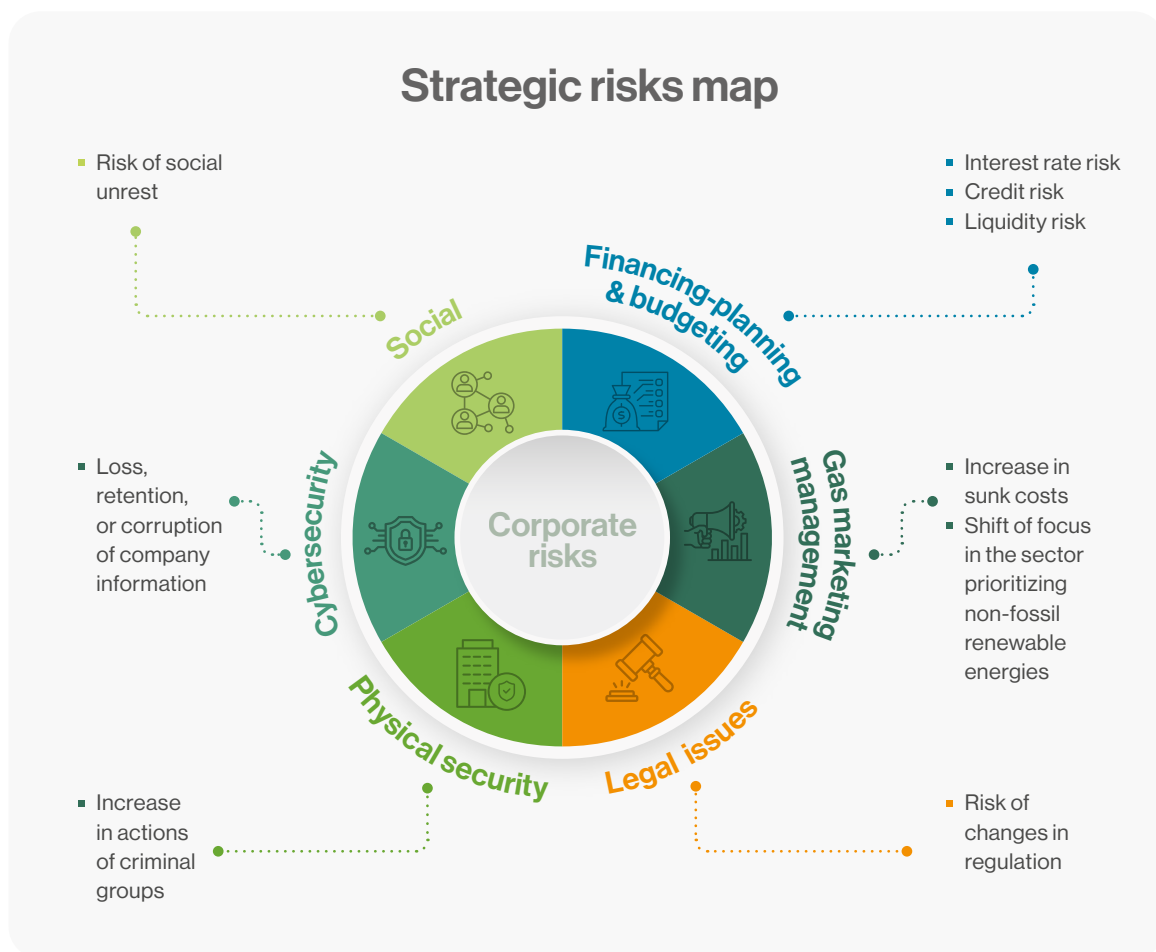 Strategic risks map
Risk of social
unrest
Interest rate risk
Credit risk
Liquidity risk
Social
Financing-planning
& budgeting
Loss,
retention,
or corruption
of company
information
Cybersecurity
Corporate
risks
Gas marketing
management
Increase in
sunk costs
Shift of focus
in the sector
prioritizing
non-fossil
renewable
energies
Physical security
Legal issues
Increase
in actions
of criminal
groups
Risk of
changes in
regulation